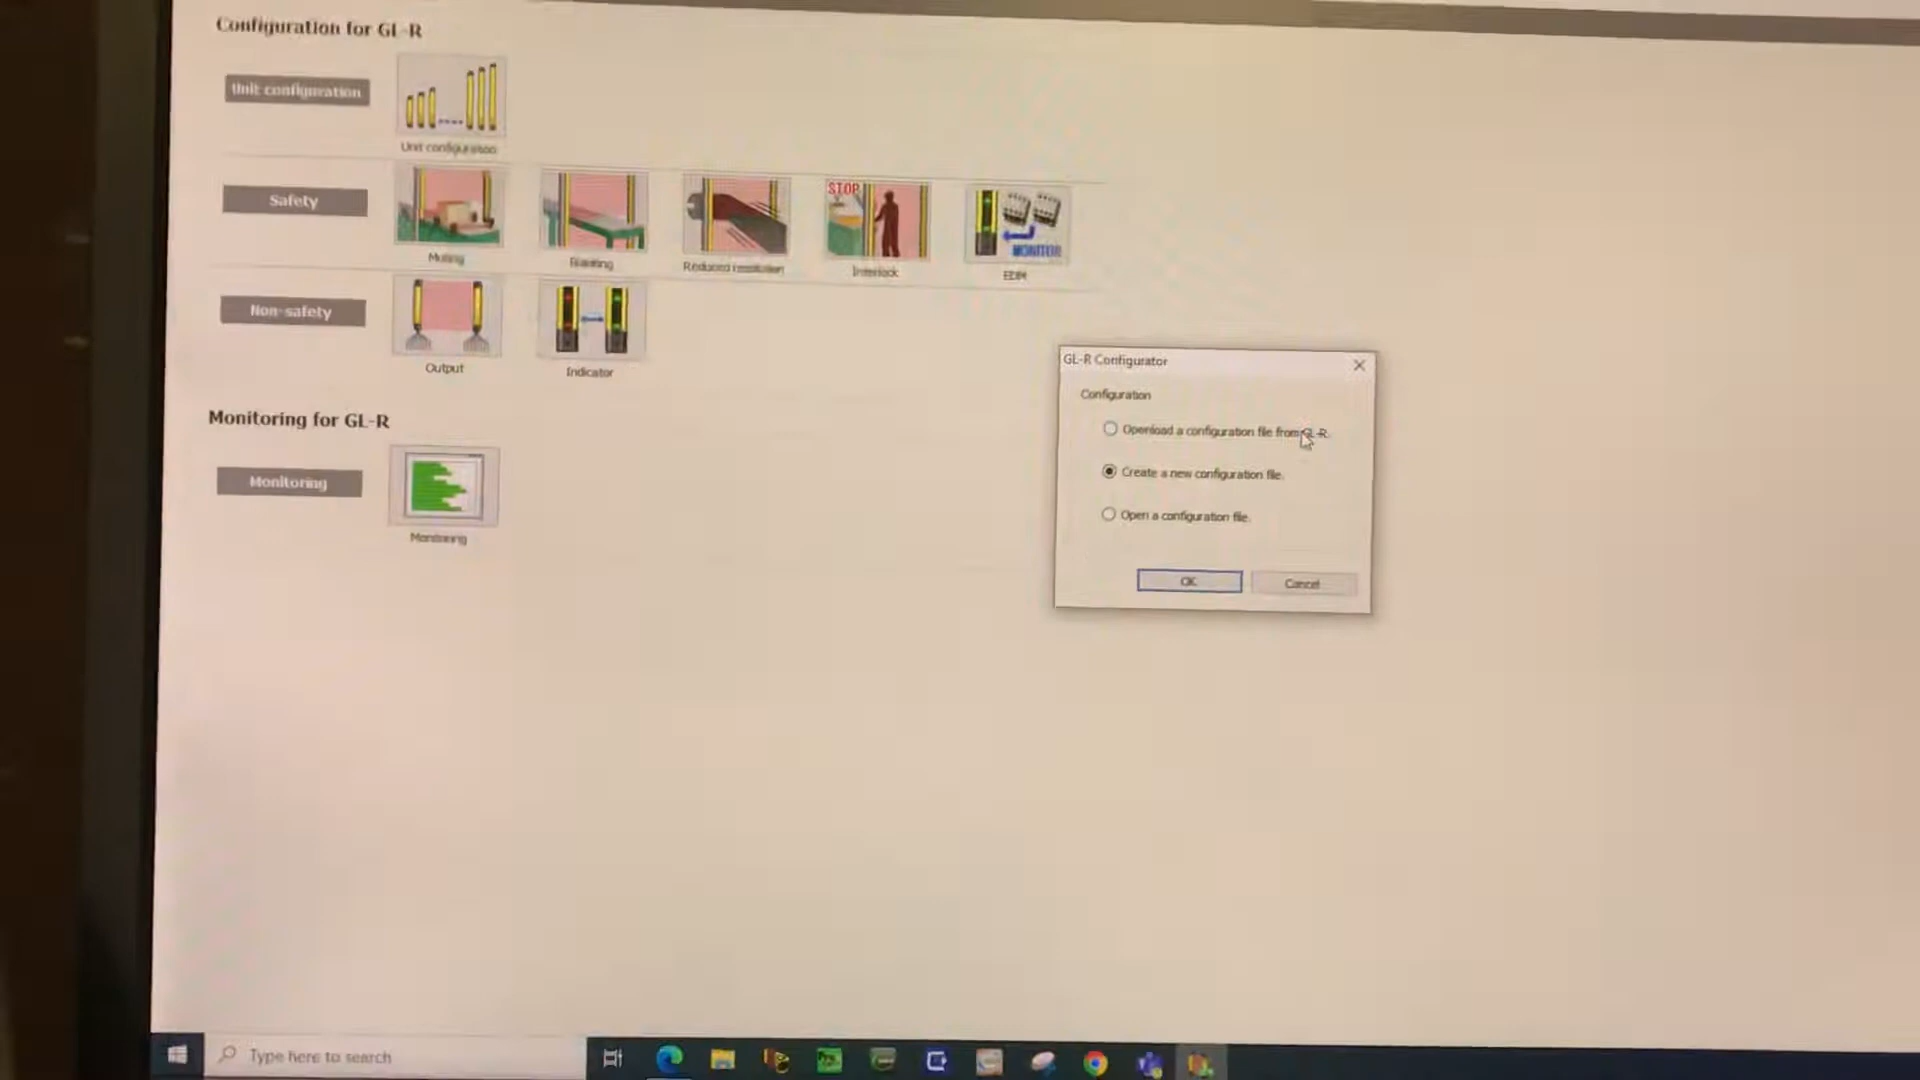 Configuration for GL-R
Unit configuration
Unit configuration
Safety
STOP
MONITOR
Muting
Blanking
Reduced resolution
Interlock
EDM
Non-safety
Output
Indicator
Monitoring for GL-R
Monitoring
Monitoring
GL-R Configurator
Configuration
a configuration file from GL-R.
Create a new configuration file.
Open a configuration file.
OK
Cancel
Type here to search